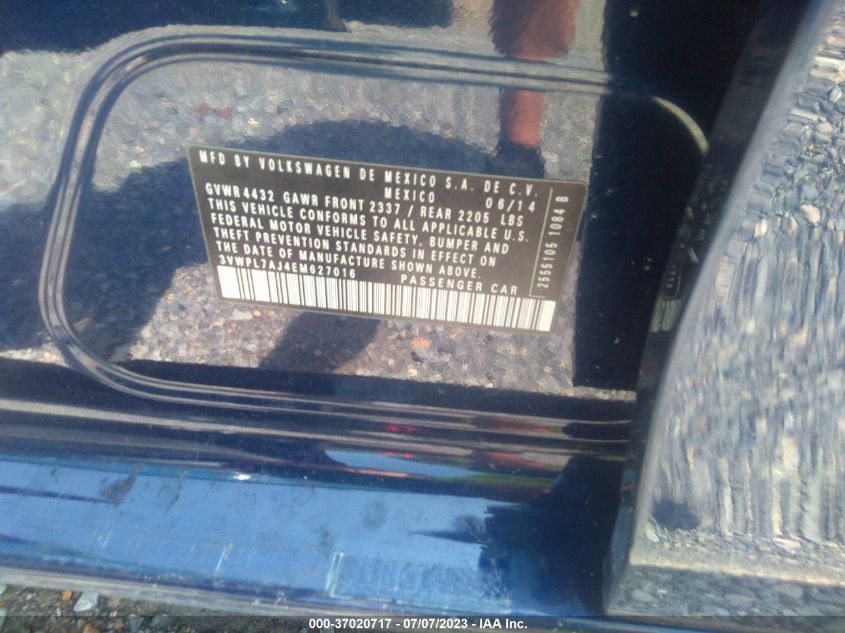 MFD BY VOLKSWAGEN DE MEXICO S.A. DE C.V.
MEXICO 06/14
GVWR 4432 GAWR FRONT 2337 / REAR 2205 LBS
THIS VEHICLE CONFORMS TO ALL APPLICABLE U.S.
FEDERAL MOTOR VEHICLE SAFETY, BUMPER AND
THEFT PREVENTION STANDARDS IN EFFECT ON
THE DATE OF MANUFACTURE SHOWN ABOVE.
3VWPL7AJ4EM627016
PASSENGER CAR
2555105 1084 B
000-37020717 - 07/07/2023 - IAA Inc.